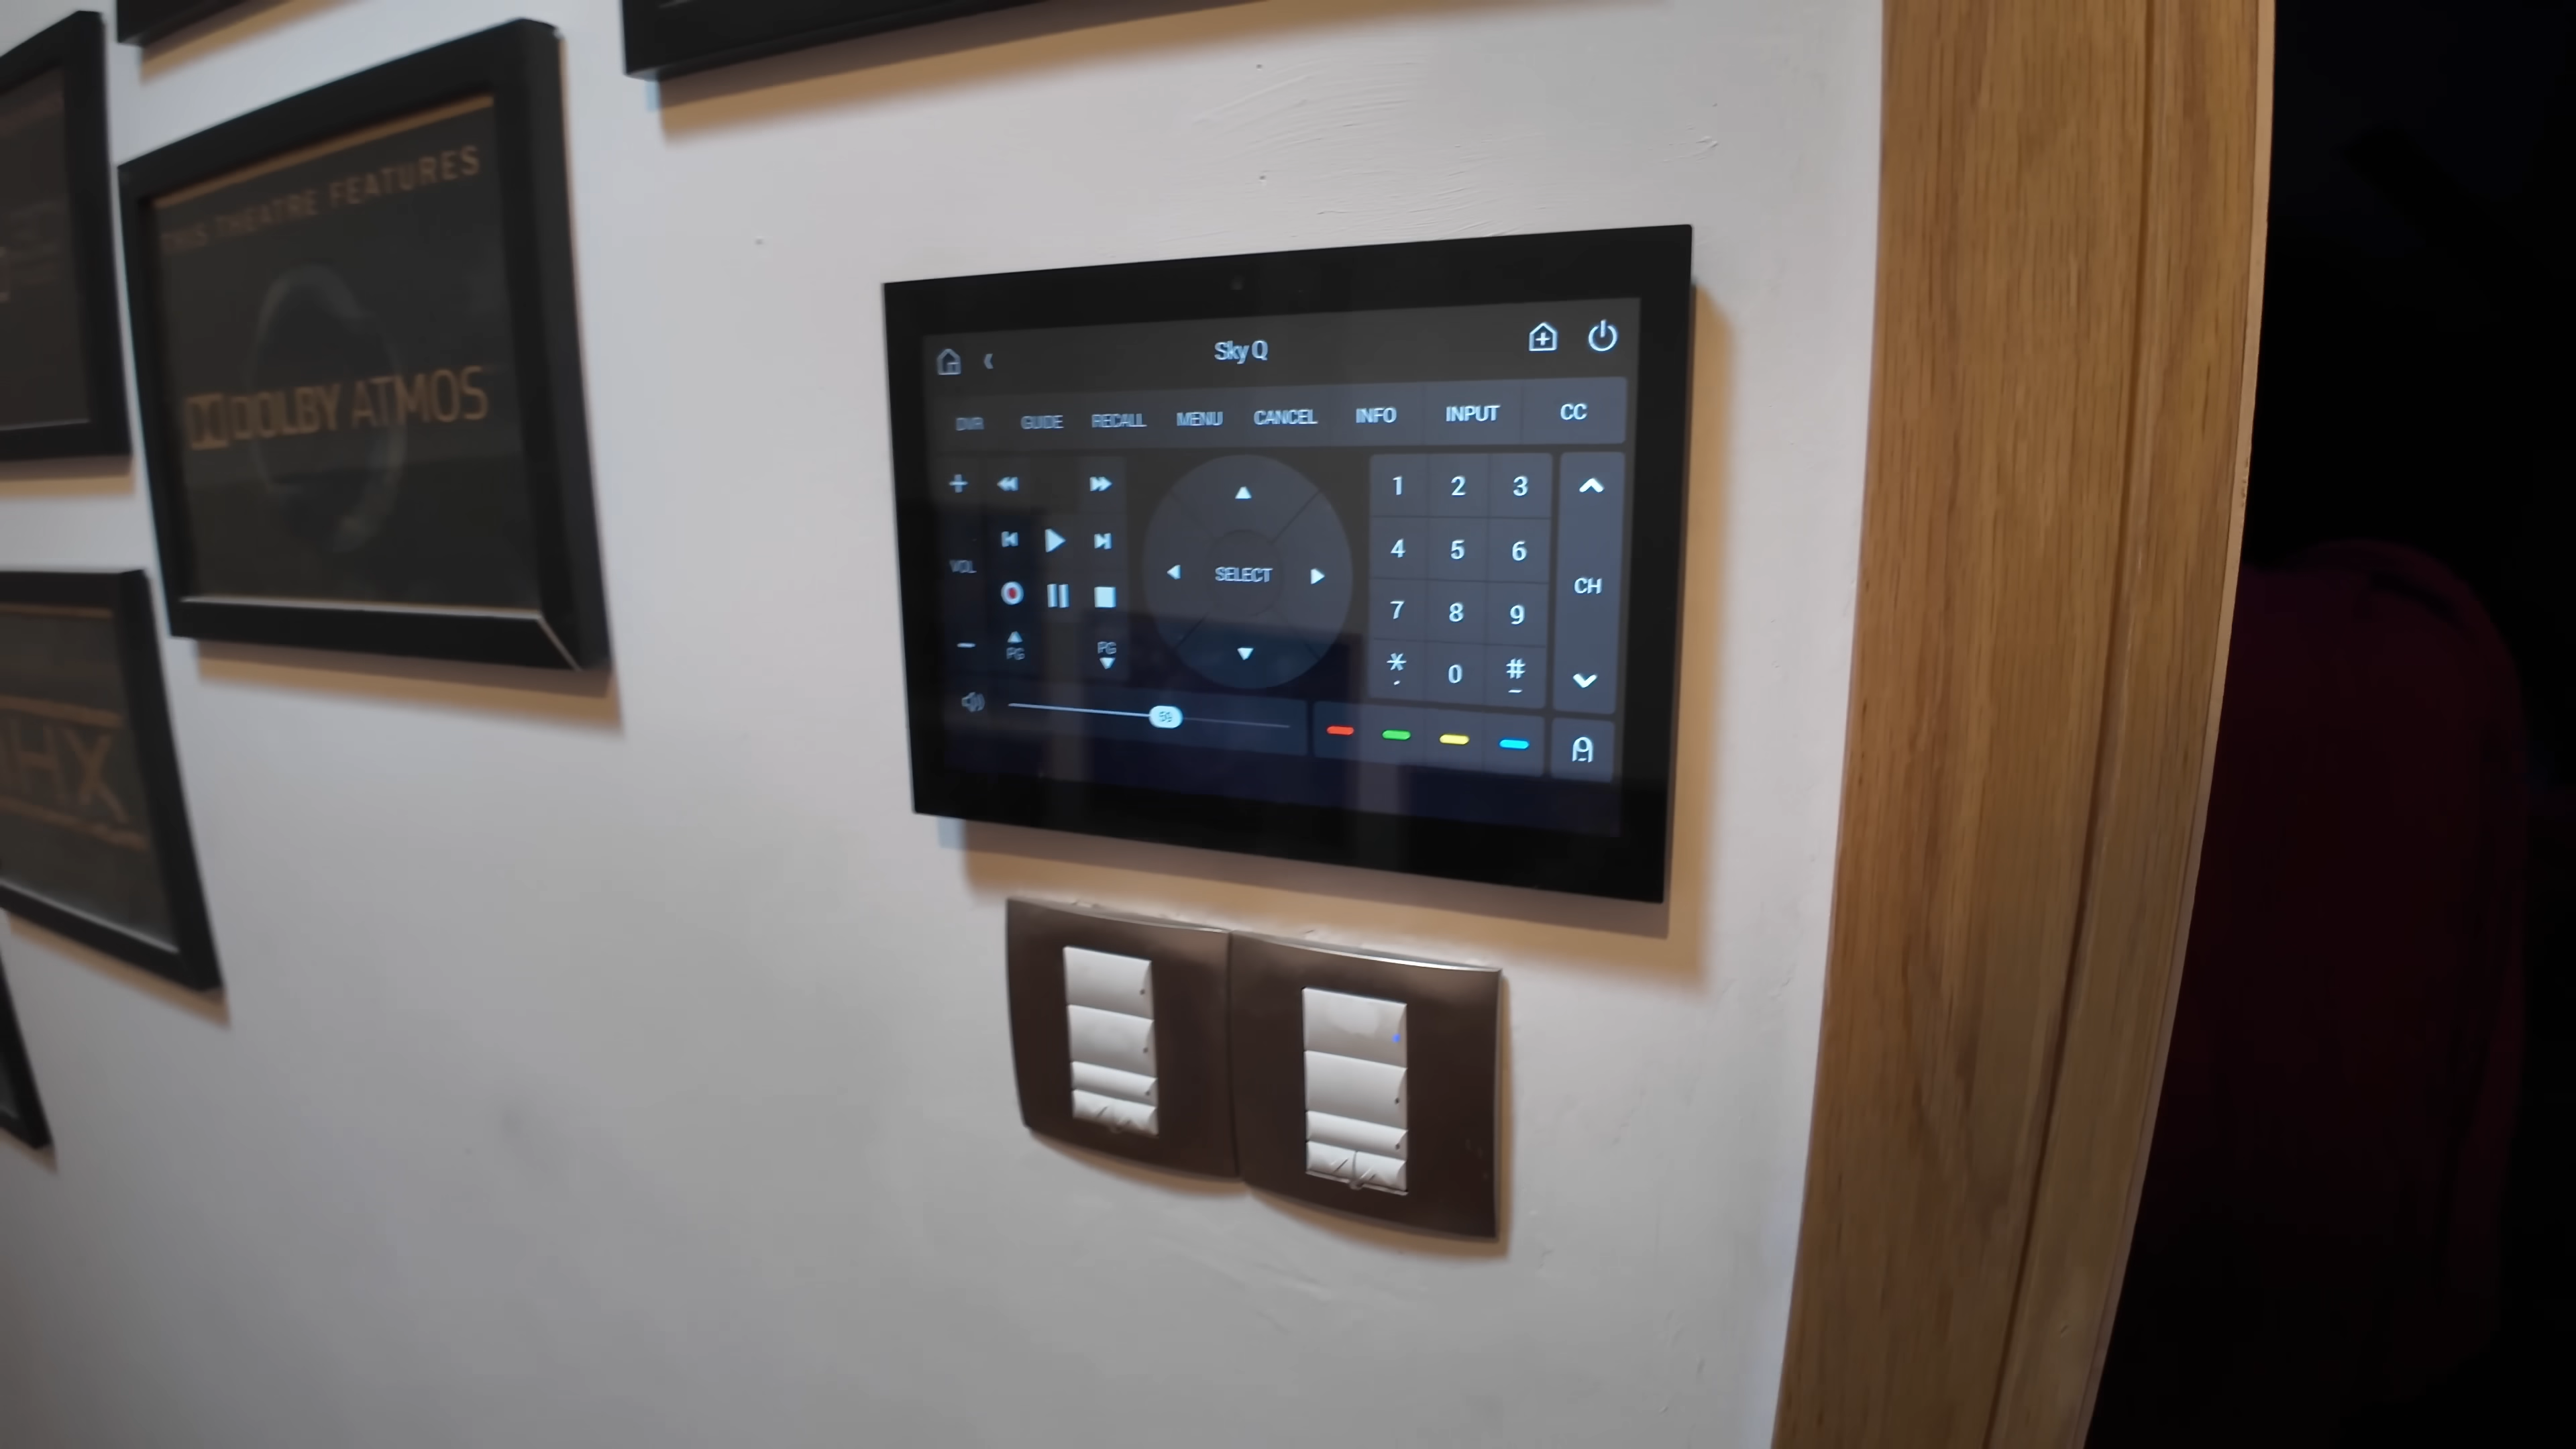 THIS THEATRE FEATURES
DOLBY ATMOS
HX
Sky Q
DVR GUIDE RECALL MENU CANCEL INFO INPUT CC
1 2 3
4 5 6
VOL SELECT CH
7 8 9
PG PG
* 0 #
59